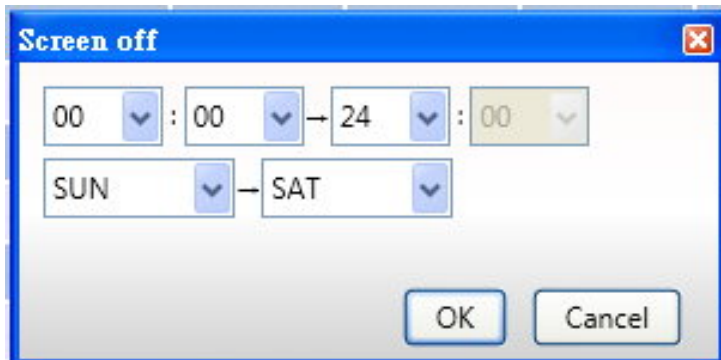 Screen off
00 : 00 → 24 : 00
SUN → SAT
OK Cancel